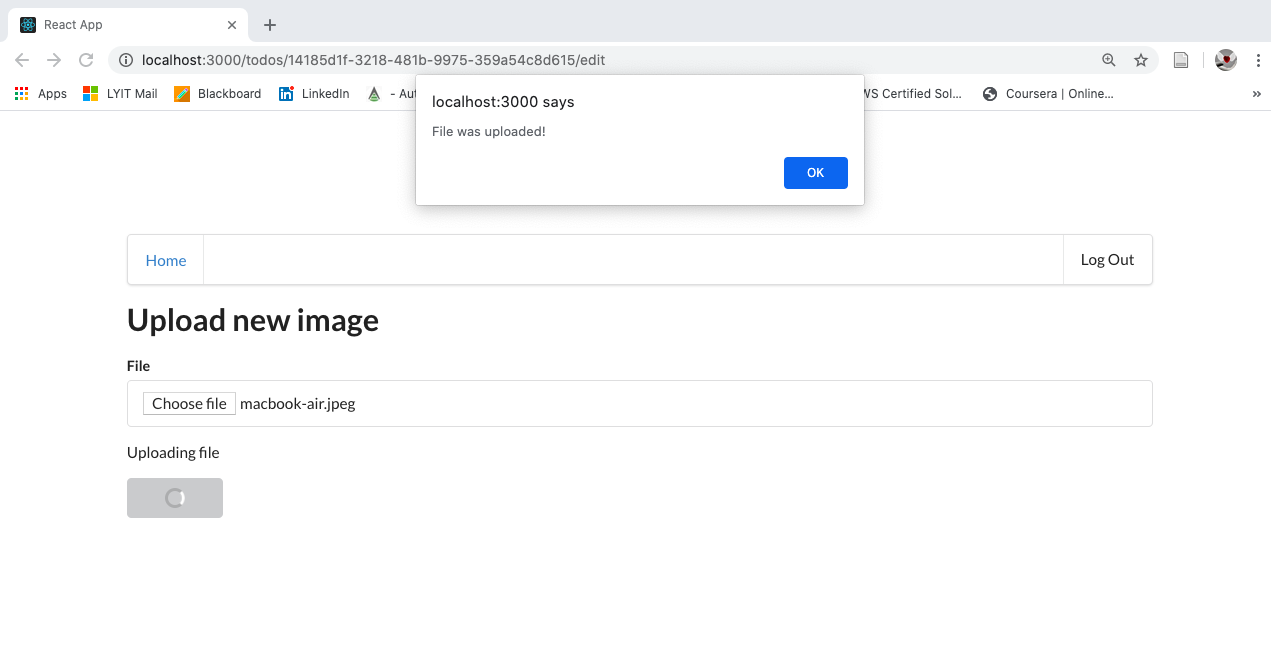 React App
localhost:3000/todos/14185d1f-3218-481b-9975-359a54c8d615/edit
Apps LYIT Mail Blackboard LinkedIn - Aut WS Certified Sol... Coursera | Online... »
localhost:3000 says
File was uploaded!
OK
Home Log Out
Upload new image
File
Choose file macbook-air.jpeg
Uploading file